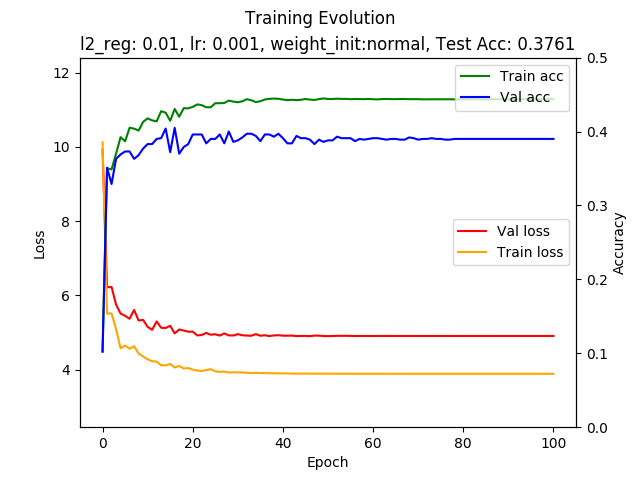 Training Evolution
l2_reg: 0.01, lr: 0.001, weight_init:normal, Test Acc: 0.3761
12
10
8
6
4
Loss
0.5
0.4
0.3
0.2
0.1
0.0
Accuracy
Train acc
Val acc
Val loss
Train loss
0 20 40 60 80 100
Epoch